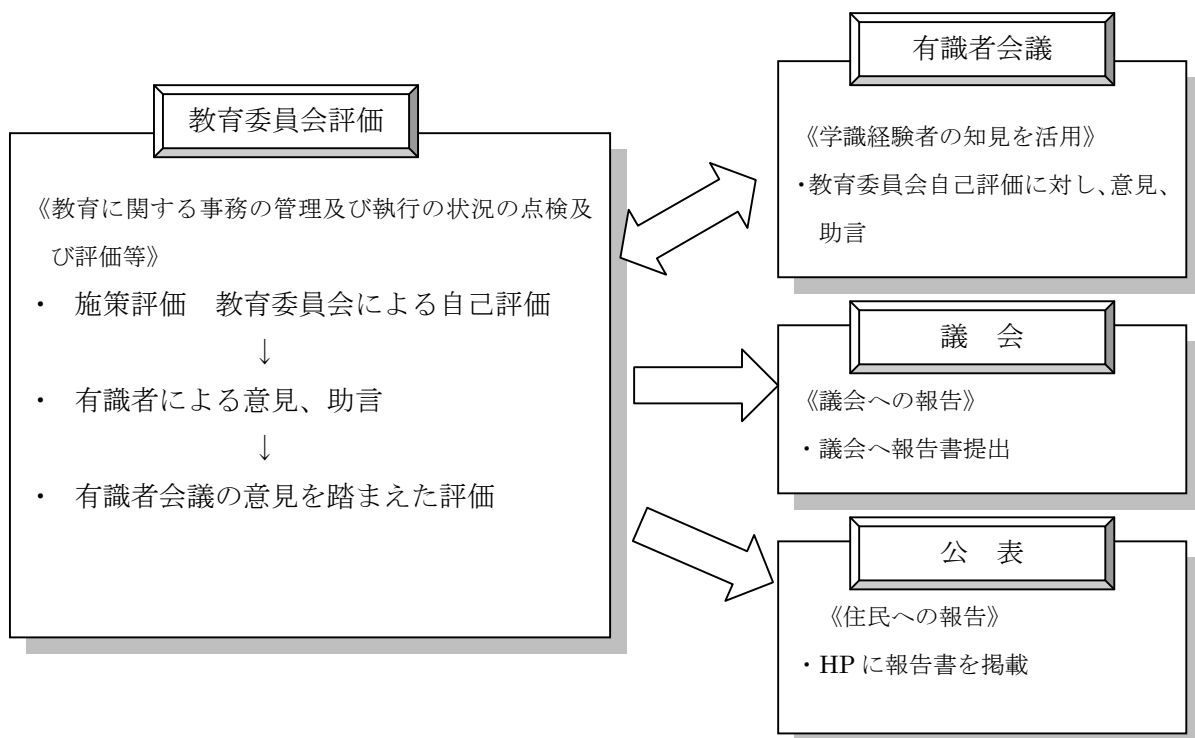 教育委員会評価
《教育に関する事務の管理及び執行の状況の点検及
び評価等》
・ 施策評価　教育委員会による自己評価
↓
・ 有識者による意見、助言
↓
・ 有識者会議の意見を踏まえた評価
有識者会議
《学識経験者の知見を活用》
・教育委員会自己評価に対し、意見、
助言
議　会
《議会への報告》
・議会へ報告書提出
公　表
《住民への報告》
・HP に報告書を掲載